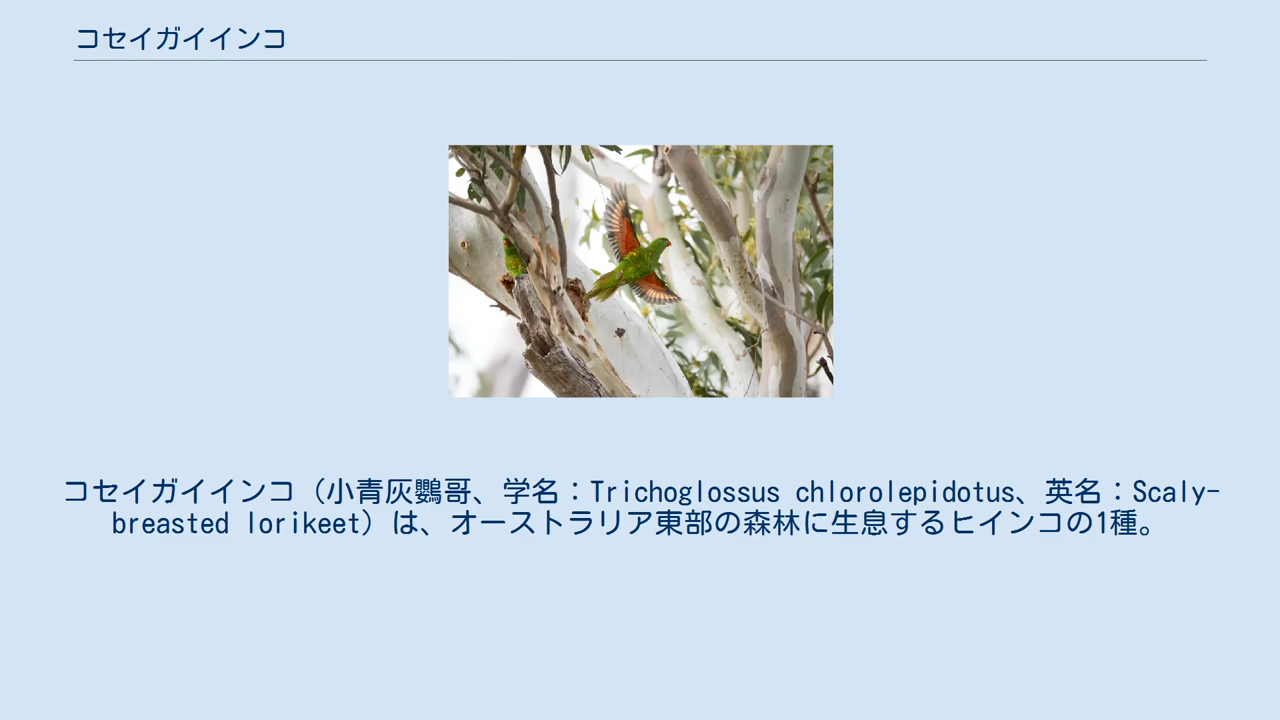 コセイガイインコ
コセイガイインコ（小青灰鸚哥、学名：Trichoglossus chlorolepidotus、英名：Scaly-
breasted lorikeet）は、オーストラリア東部の森林に生息するヒインコの1種。